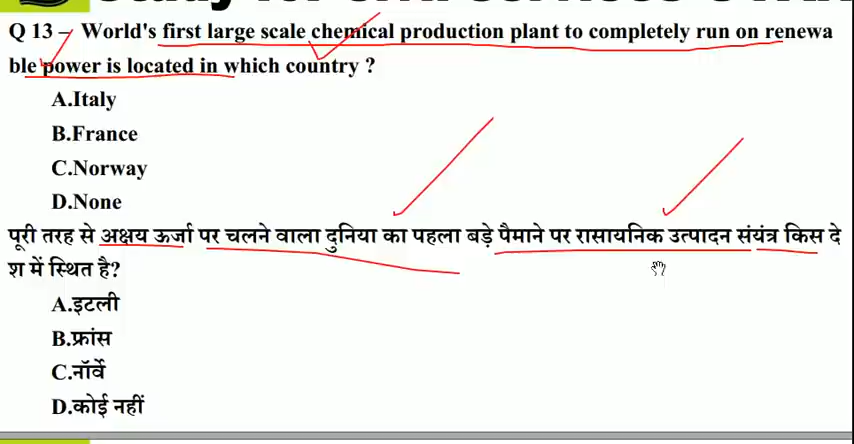 Q 13 – World's first large scale chemical production plant to completely run on renewa
ble power is located in which country ?
A.Italy
B.France
C.Norway
D.None
पूरी तरह से अक्षय ऊर्जा पर चलने वाला दुनिया का पहला बड़े पैमाने पर रासायनिक उत्पादन संयंत्र किस दे
श में स्थित है?
A.इटली
B.फ्रांस
C.नॉर्वे
D.कोई नहीं